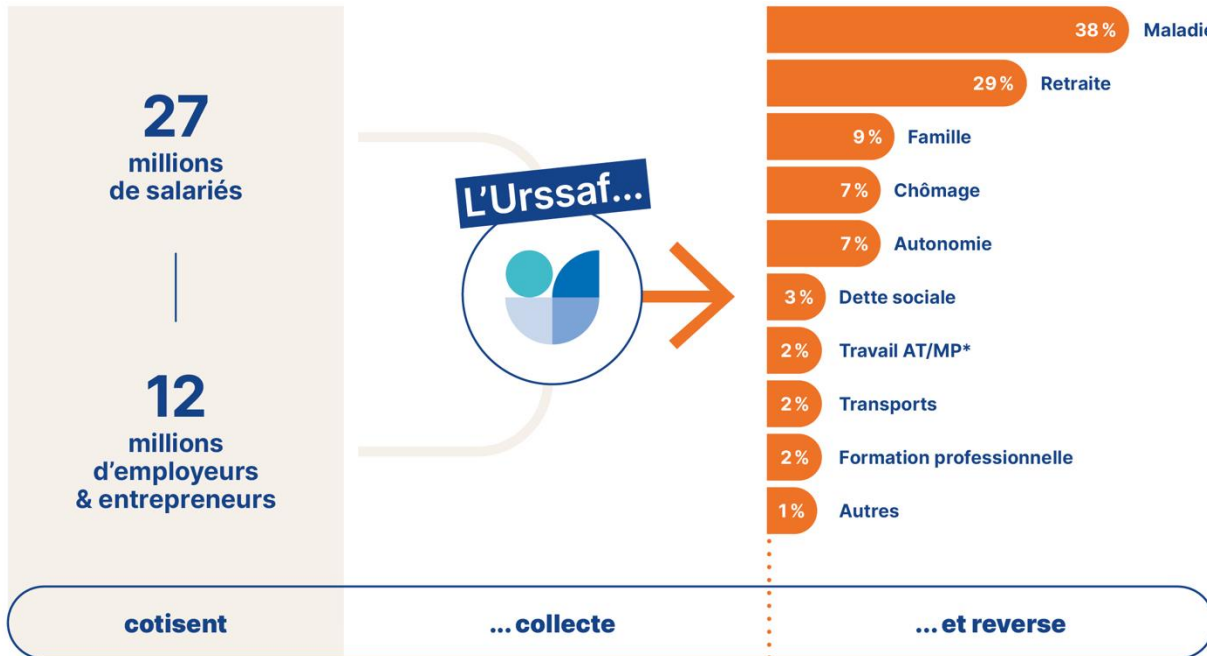 27
millions
de salariés
12
millions
d'employeurs
& entrepreneurs
L'Urssaf...
38 % Maladie
29 % Retraite
9 % Famille
7 % Chômage
7 % Autonomie
3 % Dette sociale
2 % Travail AT/MP*
2 % Transports
2 % Formation professionnelle
1 % Autres
cotisent
... collecte
... et reverse